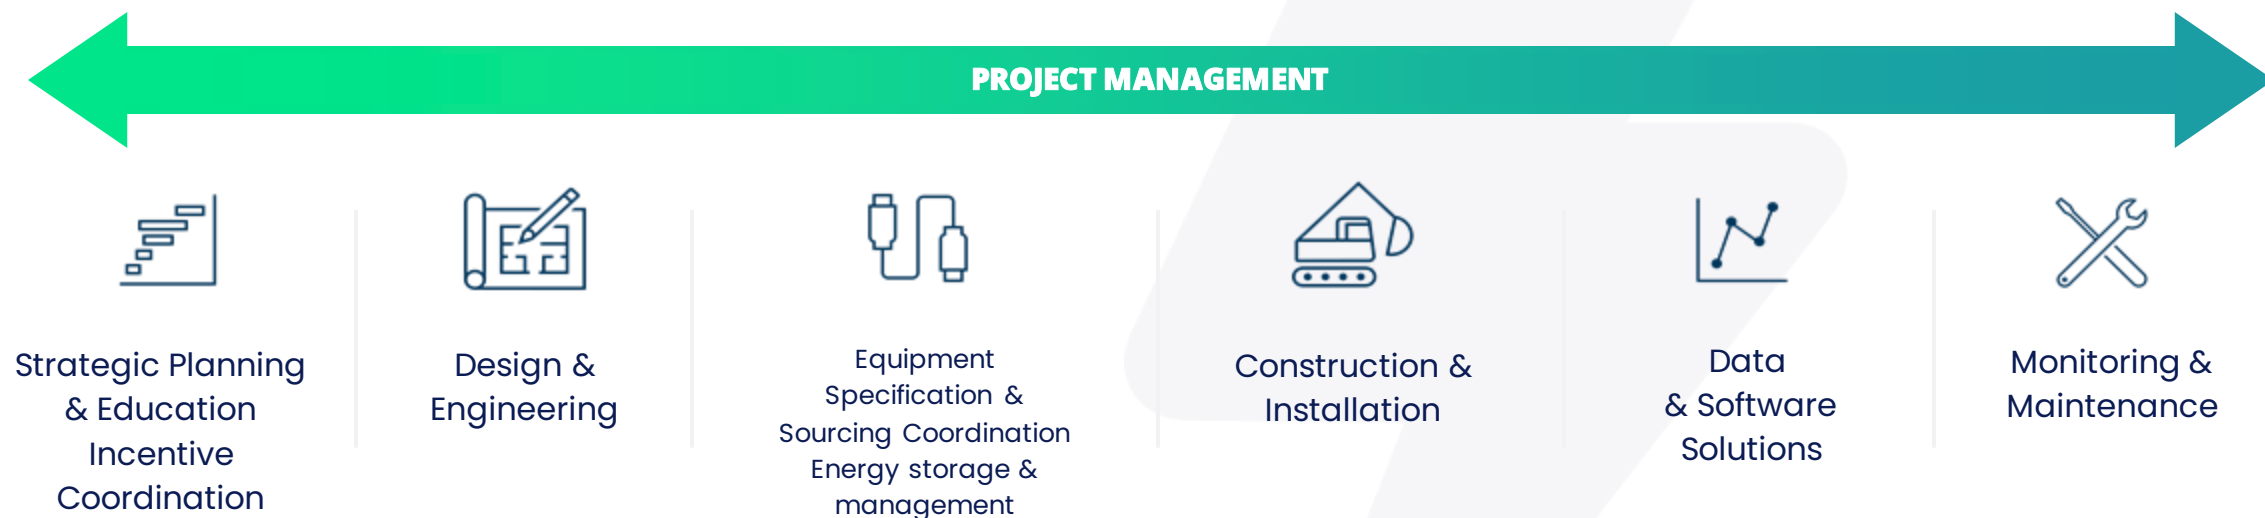 PROJECT MANAGEMENT
Strategic Planning
& Education
Incentive
Coordination
Design &
Engineering
Equipment
Specification &
Sourcing Coordination
Energy storage &
management
Construction &
Installation
Data
& Software
Solutions
Monitoring &
Maintenance